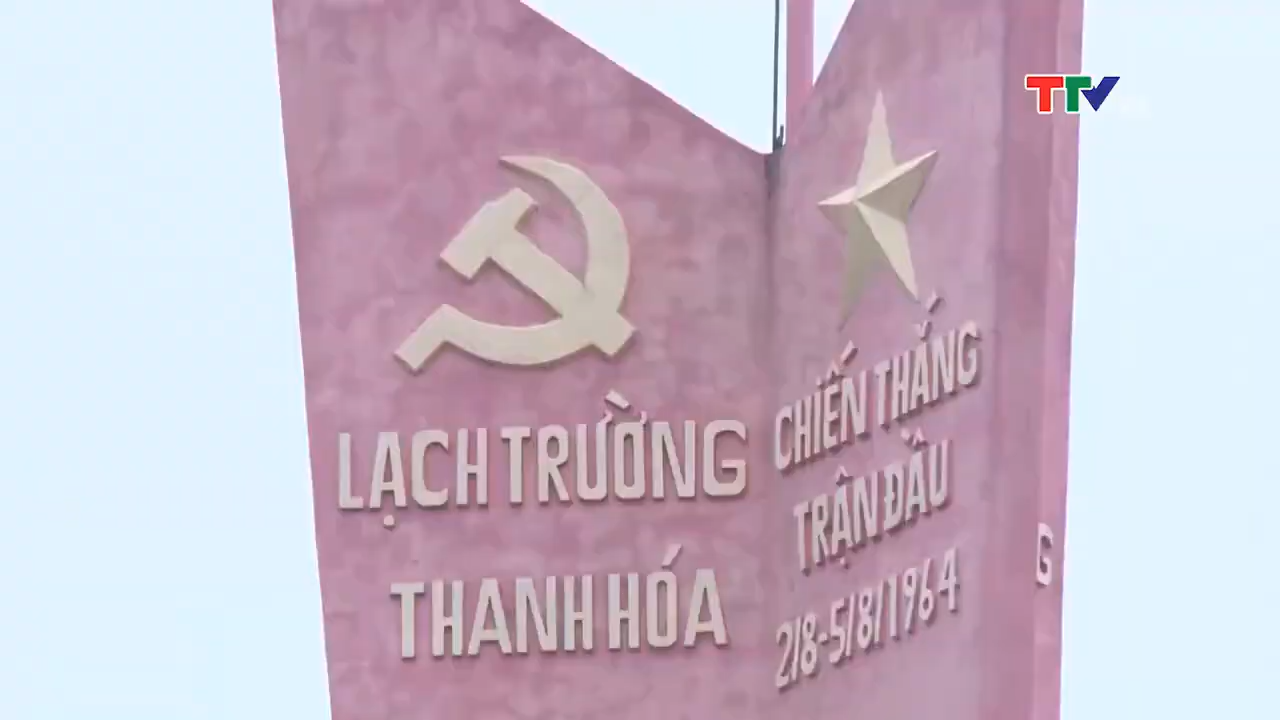 TTV
LẠCH TRƯỜNG
THANH HÓA
CHIẾN THẮNG
TRẬN ĐẦU
2/8-5/8/1964
G